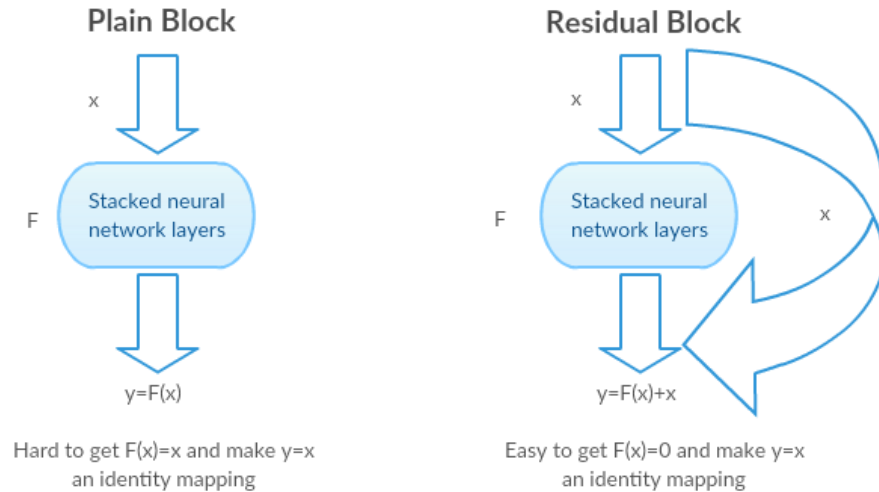 Plain Block
x
F
Stacked neural
network layers
y=F(x)
Hard to get F(x)=x and make y=x
an identity mapping
Residual Block
x
F
Stacked neural
network layers
x
y=F(x)+x
Easy to get F(x)=0 and make y=x
an identity mapping